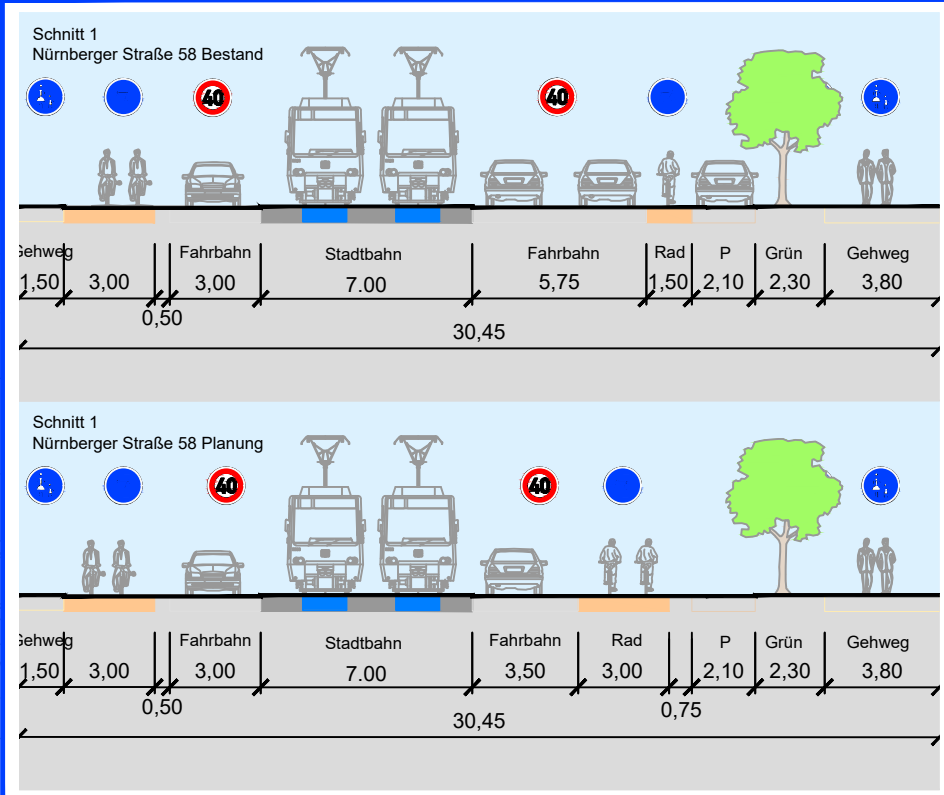 Schnitt 1
Nürnberger Straße 58 Bestand
40
40
Gehweg
Fahrbahn
Stadtbahn
Fahrbahn
Rad
P
Grün
Gehweg
1,50
3,00
3,00
7.00
5,75
1,50
2,10
2,30
3,80
0,50
30,45
Schnitt 1
Nürnberger Straße 58 Planung
40
40
Gehweg
Fahrbahn
Stadtbahn
Fahrbahn
Rad
P
Grün
Gehweg
1,50
3,00
3,00
7.00
3,50
3,00
2,10
2,30
3,80
0,50
0,75
30,45